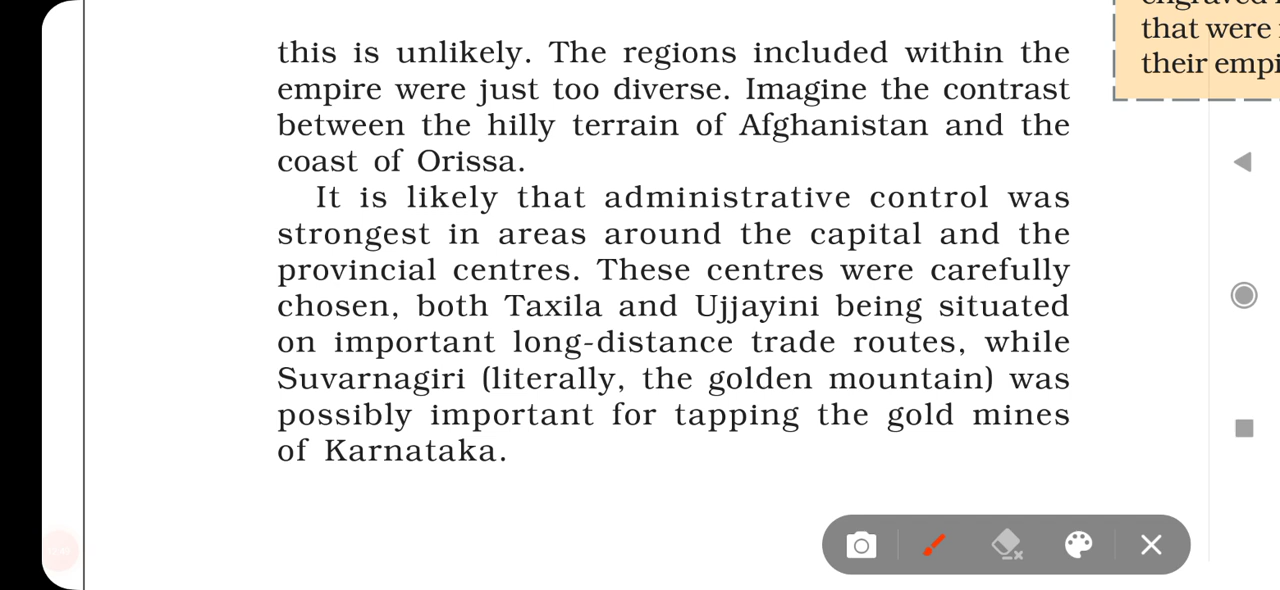 this is unlikely. The regions included within the
empire were just too diverse. Imagine the contrast
between the hilly terrain of Afghanistan and the
coast of Orissa.
It is likely that administrative control was
strongest in areas around the capital and the
provincial centres. These centres were carefully
chosen, both Taxila and Ujjayini being situated
on important long-distance trade routes, while
Suvarnagiri (literally, the golden mountain) was
possibly important for tapping the gold mines
of Karnataka.
that were
their empi